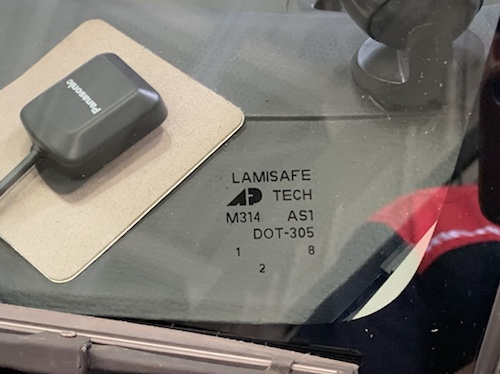 Panasonic
LAMISAFE
AP TECH
M314 AS1
DOT-305
1 8
2